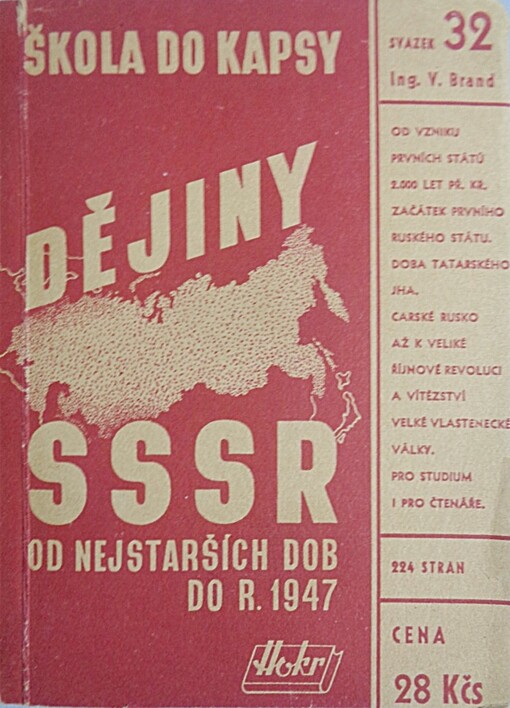 ŠKOLA DO KAPSY
DĚJINY
SSSR
OD NEJSTARŠÍCH DOB
DO R. 1947
Hokr
SVAZEK 32
Ing. V. Brand
OD VZNIKU
PRVNÍCH STÁTŮ
2.000 LET PŘ. KR.
ZAČÁTEK PRVNÍHO
RUSKÉHO STÁTU.
DOBA TATARSKÉHO
JHA.
CARSKÉ RUSKO
AŽ K VELIKÉ
ŘÍJNOVÉ REVOLUCI
A VÍTĚZSTVÍ
VELKÉ VLASTENECKÉ
VÁLKY.
PRO STUDIUM
I PRO ČTENÁŘE.
224 STRAN
CENA
28 Kčs